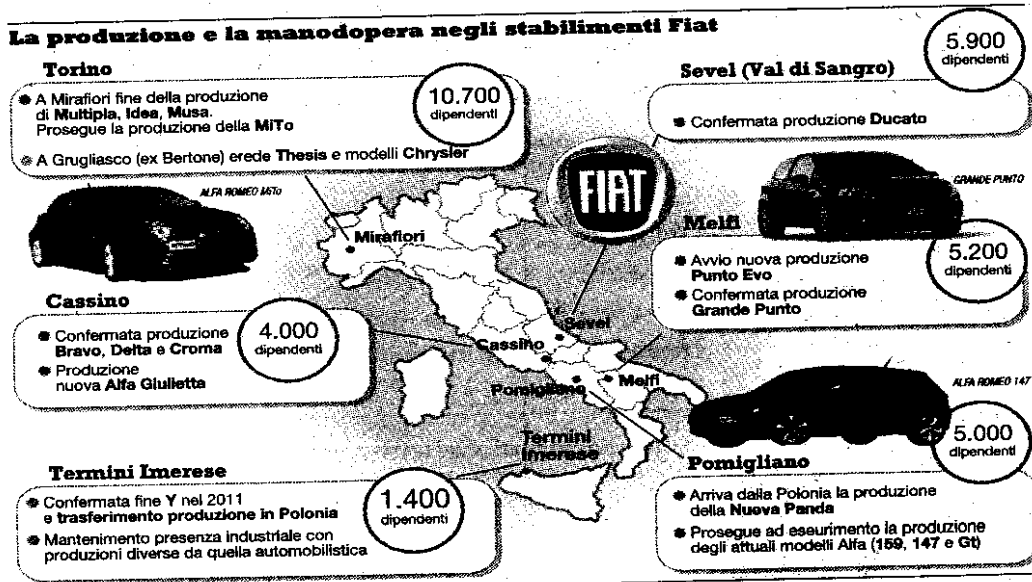 La produzione e la manodopera negli stabilimenti Fiat
Torino
A Mirafiori fine della produzione
di Multipla, Idea, Musa.
Prosegue la produzione della MiTo
A Grugliasco (ex Bertone) erede Thesis e modelli Chrysler
10.700
dipendenti
Sevel (Val di Sangro)
5.900
dipendenti
Confermata produzione Ducato
ALFA ROMEO MiTo
FIAT
GRANDE PUNTO
Mirafiori
Melfi
Avvio nuova produzione
Punto Evo
Confermata produzione
Grande Punto
5.200
dipendenti
Cassino
Confermata produzione
Bravo, Delta e Croma
Produzione
nuova Alfa Giulietta
4.000
dipendenti
Sevel
Cassino
Pomigliano
Melfi
Termini
Imerese
ALFA ROMEO 147
Termini Imerese
Confermata fine Y nel 2011
e trasferimento produzione in Polonia
Mantenimento presenza industriale con
produzioni diverse da quella automobilistica
1.400
dipendenti
Pomigliano
5.000
dipendenti
Arriva dalla Polonia la produzione
della Nuova Panda
Prosegue ad eseurimento la produzione
degli attuali modelli Alfa (159, 147 e Gt)